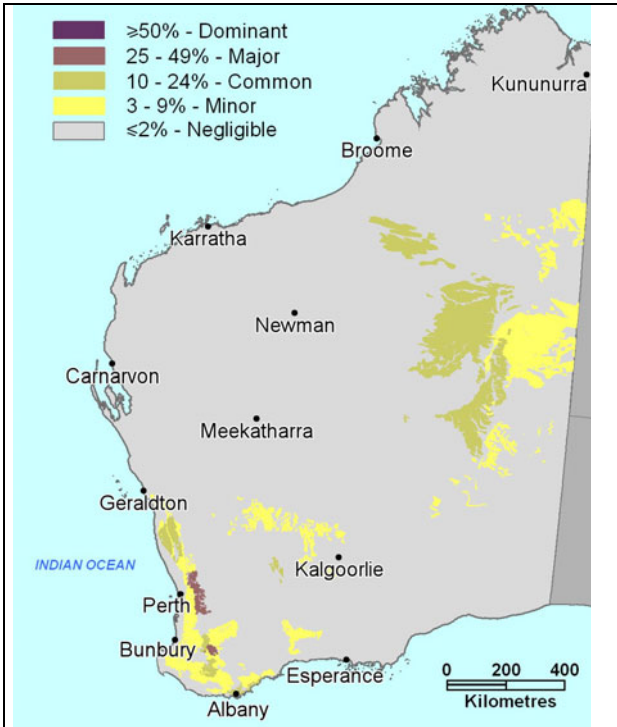 ≥50% - Dominant
25 - 49% - Major
10 - 24% - Common
3 - 9% - Minor
≤2% - Negligible
Kununurra
Broome
Karratha
Newman
Carnarvon
Meekatharra
Geraldton
INDIAN OCEAN
Kalgoorlie
Perth
Bunbury
Esperance
Albany
0 200 400
Kilometres